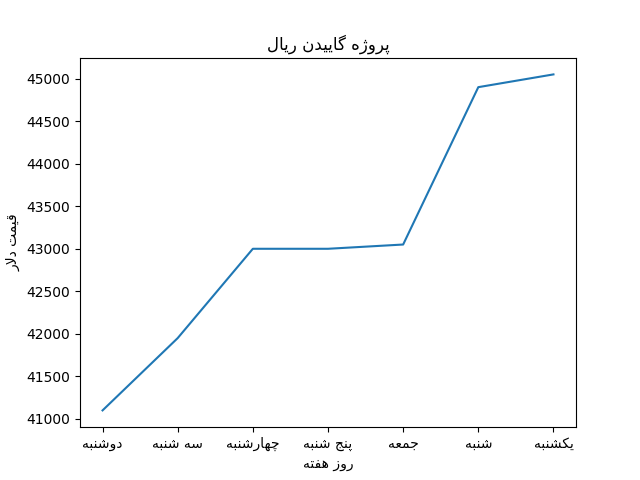 پروژه گاییدن ریال
قیمت دلار
45000
44500
44000
43500
43000
42500
42000
41500
41000
دوشنبه
سه شنبه
چهارشنبه
پنج شنبه
جمعه
شنبه
یکشنبه
روز هفته